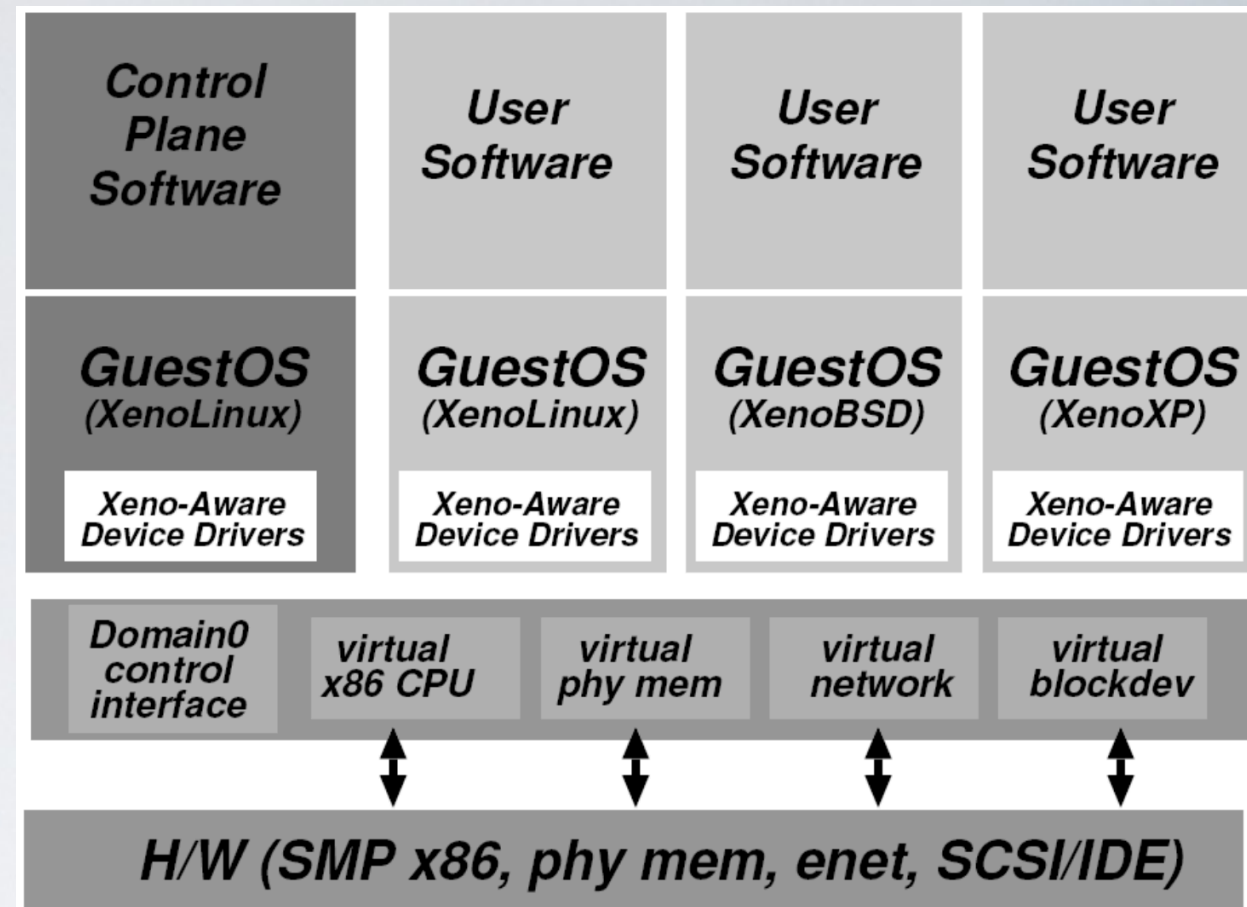 Control
Plane
Software
User
Software
User
Software
User
Software
GuestOS
(XenoLinux)
Xeno-Aware
Device Drivers
GuestOS
(XenoLinux)
Xeno-Aware
Device Drivers
GuestOS
(XenoBSD)
Xeno-Aware
Device Drivers
GuestOS
(XenoXP)
Xeno-Aware
Device Drivers
Domain0
control
interface
virtual
x86 CPU
virtual
phy mem
virtual
network
virtual
blockdev
H/W (SMP x86, phy mem, enet, SCSI/IDE)